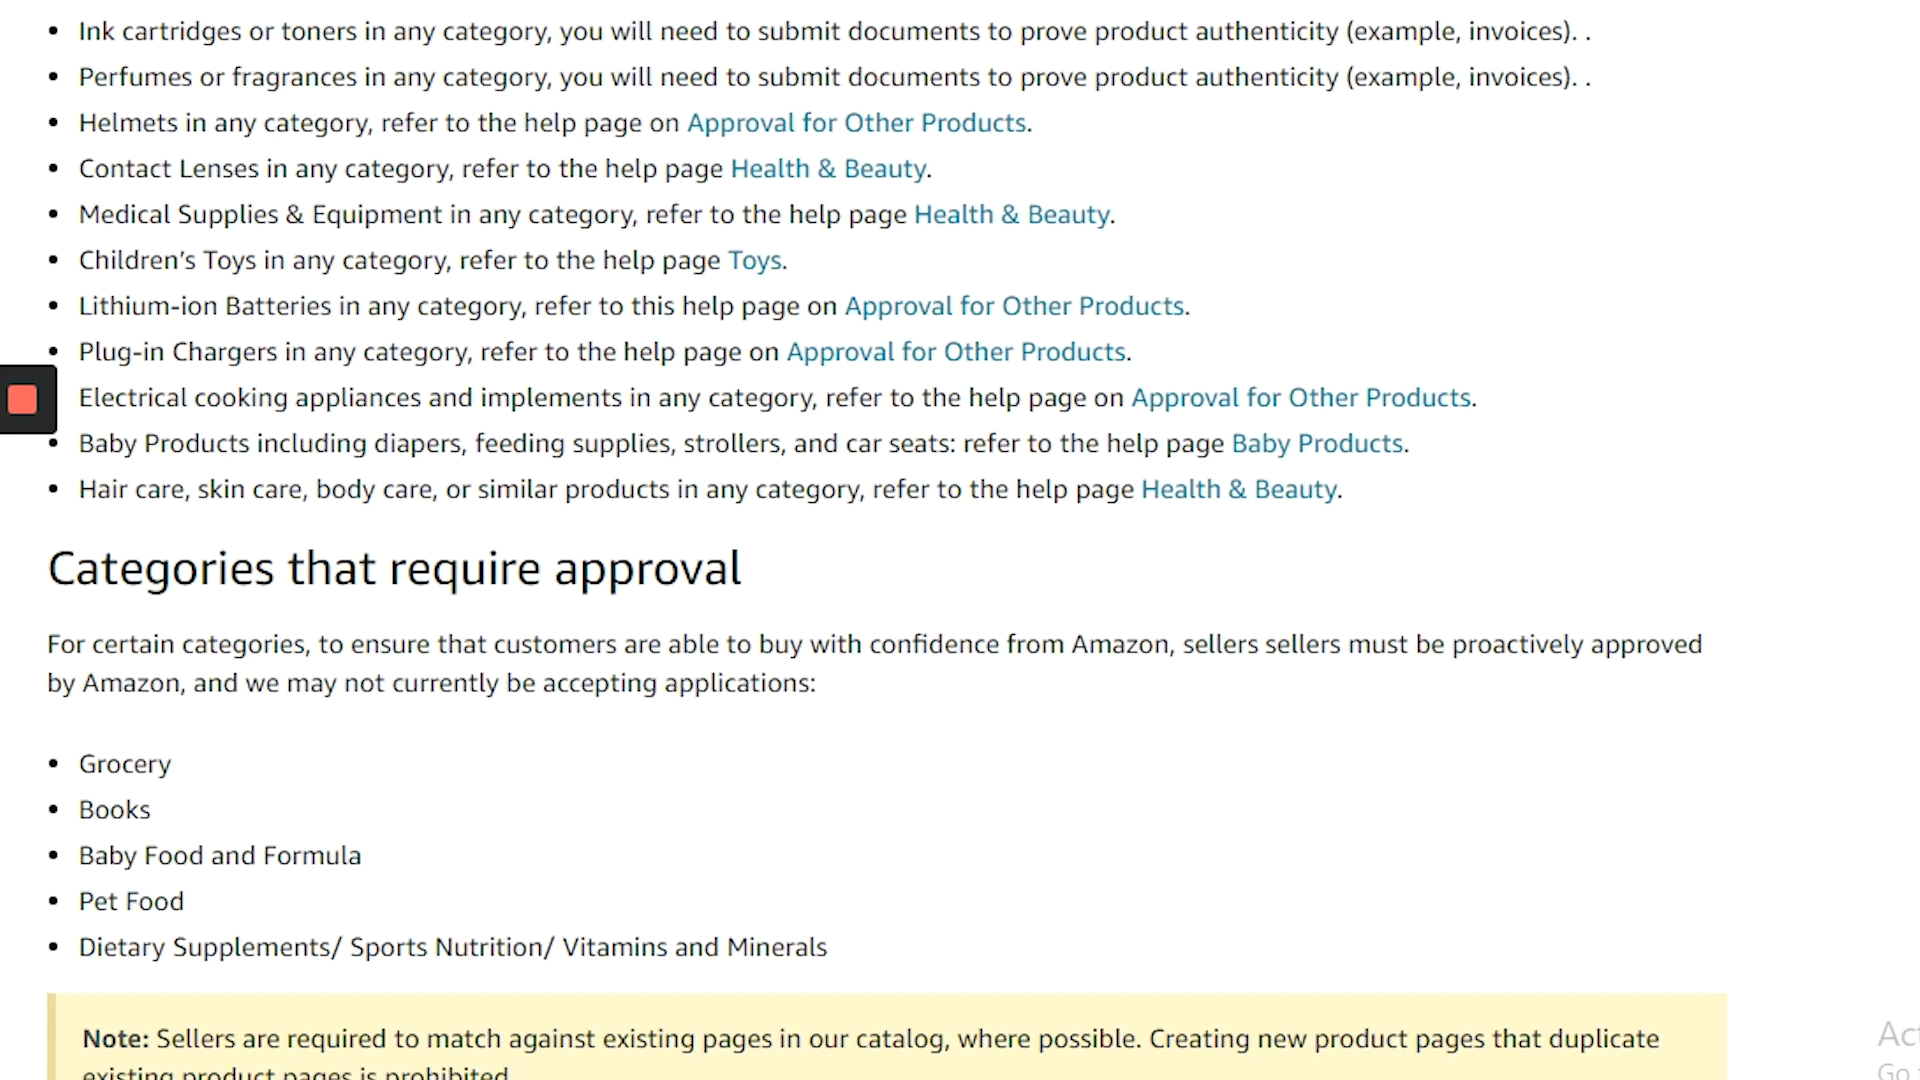 Ink cartridges or toners in any category, you will need to submit documents to prove product authenticity (example, invoices). .
Perfumes or fragrances in any category, you will need to submit documents to prove product authenticity (example, invoices). .
Helmets in any category, refer to the help page on Approval for Other Products.
Contact Lenses in any category, refer to the help page Health & Beauty.
Medical Supplies & Equipment in any category, refer to the help page Health & Beauty.
Children’s Toys in any category, refer to the help page Toys.
Lithium-ion Batteries in any category, refer to this help page on Approval for Other Products.
Plug-in Chargers in any category, refer to the help page on Approval for Other Products.
Electrical cooking appliances and implements in any category, refer to the help page on Approval for Other Products.
Baby Products including diapers, feeding supplies, strollers, and car seats: refer to the help page Baby Products.
Hair care, skin care, body care, or similar products in any category, refer to the help page Health & Beauty.
Categories that require approval
For certain categories, to ensure that customers are able to buy with confidence from Amazon, sellers sellers must be proactively approved
by Amazon, and we may not currently be accepting applications:
Grocery
Books
Baby Food and Formula
Pet Food
Dietary Supplements/ Sports Nutrition/ Vitamins and Minerals
Note: Sellers are required to match against existing pages in our catalog, where possible. Creating new product pages that duplicate
existing product pages is prohibited
Go